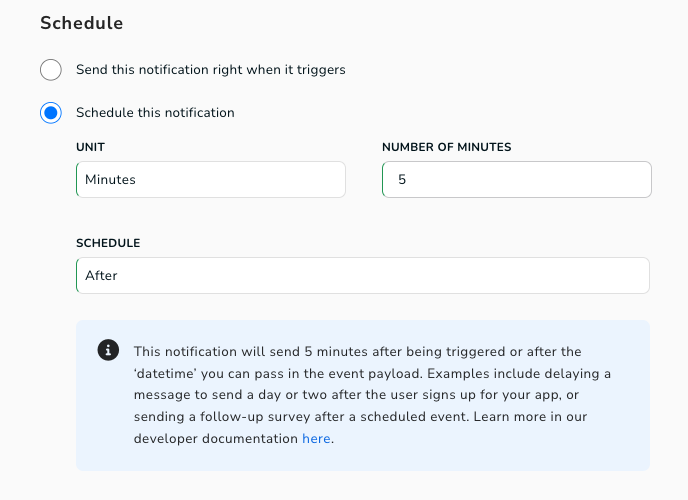 Schedule
Send this notification right when it triggers
Schedule this notification
UNIT
NUMBER OF MINUTES
Minutes
5
SCHEDULE
After
This notification will send 5 minutes after being triggered or after the
‘datetime’ you can pass in the event payload. Examples include delaying a
message to send a day or two after the user signs up for your app, or
sending a follow-up survey after a scheduled event. Learn more in our
developer documentation here.